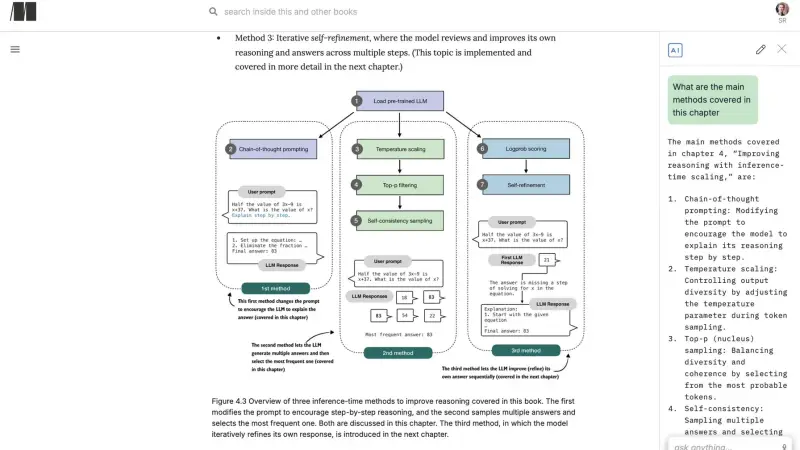 search inside this and other books
SR
• Method 3: Iterative self-refinement, where the model reviews and improves its own
reasoning and answers across multiple steps. (This topic is implemented and
covered in more detail in the next chapter.)
1 Load pre-trained LLM
2 Chain-of-thought prompting
3 Temperature scaling
6 Logprob scoring
4 Top-p filtering
7 Self-refinement
5 Self-consistency sampling
User prompt
Half the value of 3x-9 is
x+37. What is the value of x?
Explain step by step…
1. Set up the equation: …
2. Eliminate the fraction …
Final answer: 83
LLM Response
1st method
This first method changes the prompt
to encourage the LLM to explain the
answer (covered in this chapter)
User prompt
Half the value of 3x-9 is
x+37. What is the value of x?
LLM Responses
18
83
83
54
22
Most frequent answer: 83
2nd method
The second method lets the LLM
generate multiple answers and then
select the most frequent one (covered
in this chapter)
User prompt
Half the value of 3x-9 is
x+37. What is the value of x?
First LLM
Response
21
The answer is missing a step
of solving for x in the
equation.
LLM Response
Explanation:
1. Start with the given
equation
…
Final answer: 83
3rd method
The third method lets the LLM improve (refine) its
own answer sequentially (covered in the next chapter)
Figure 4.3 Overview of three inference-time methods to improve reasoning covered in this book. The first
modifies the prompt to encourage step-by-step reasoning, and the second samples multiple answers and
selects the most frequent one. Both are discussed in this chapter. The third method, in which the model
iteratively refines its own response, is introduced in the next chapter.
AI
What are the main
methods covered in
this chapter
The main methods covered
in chapter 4, “Improving
reasoning with inference-
time scaling,” are:
1. Chain-of-thought
prompting: Modifying
the prompt to
encourage the model to
explain its reasoning
step by step.
2. Temperature scaling:
Controlling output
diversity by adjusting
the temperature
parameter during token
sampling.
3. Top-p (nucleus)
sampling: Balancing
diversity and
coherence by selecting
from the most probable
tokens.
4. Self-consistency:
Sampling multiple
answers and selecting
ask anything...